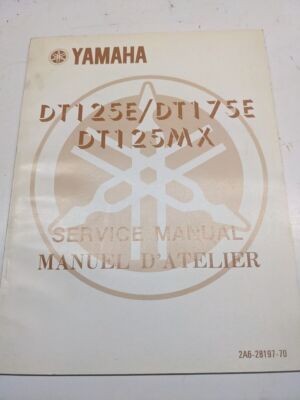 YAMAHA
DT125E/DT175E
DT125MX
SERVICE MANUAL
MANUEL D'ATELIER
2A6-28197-70